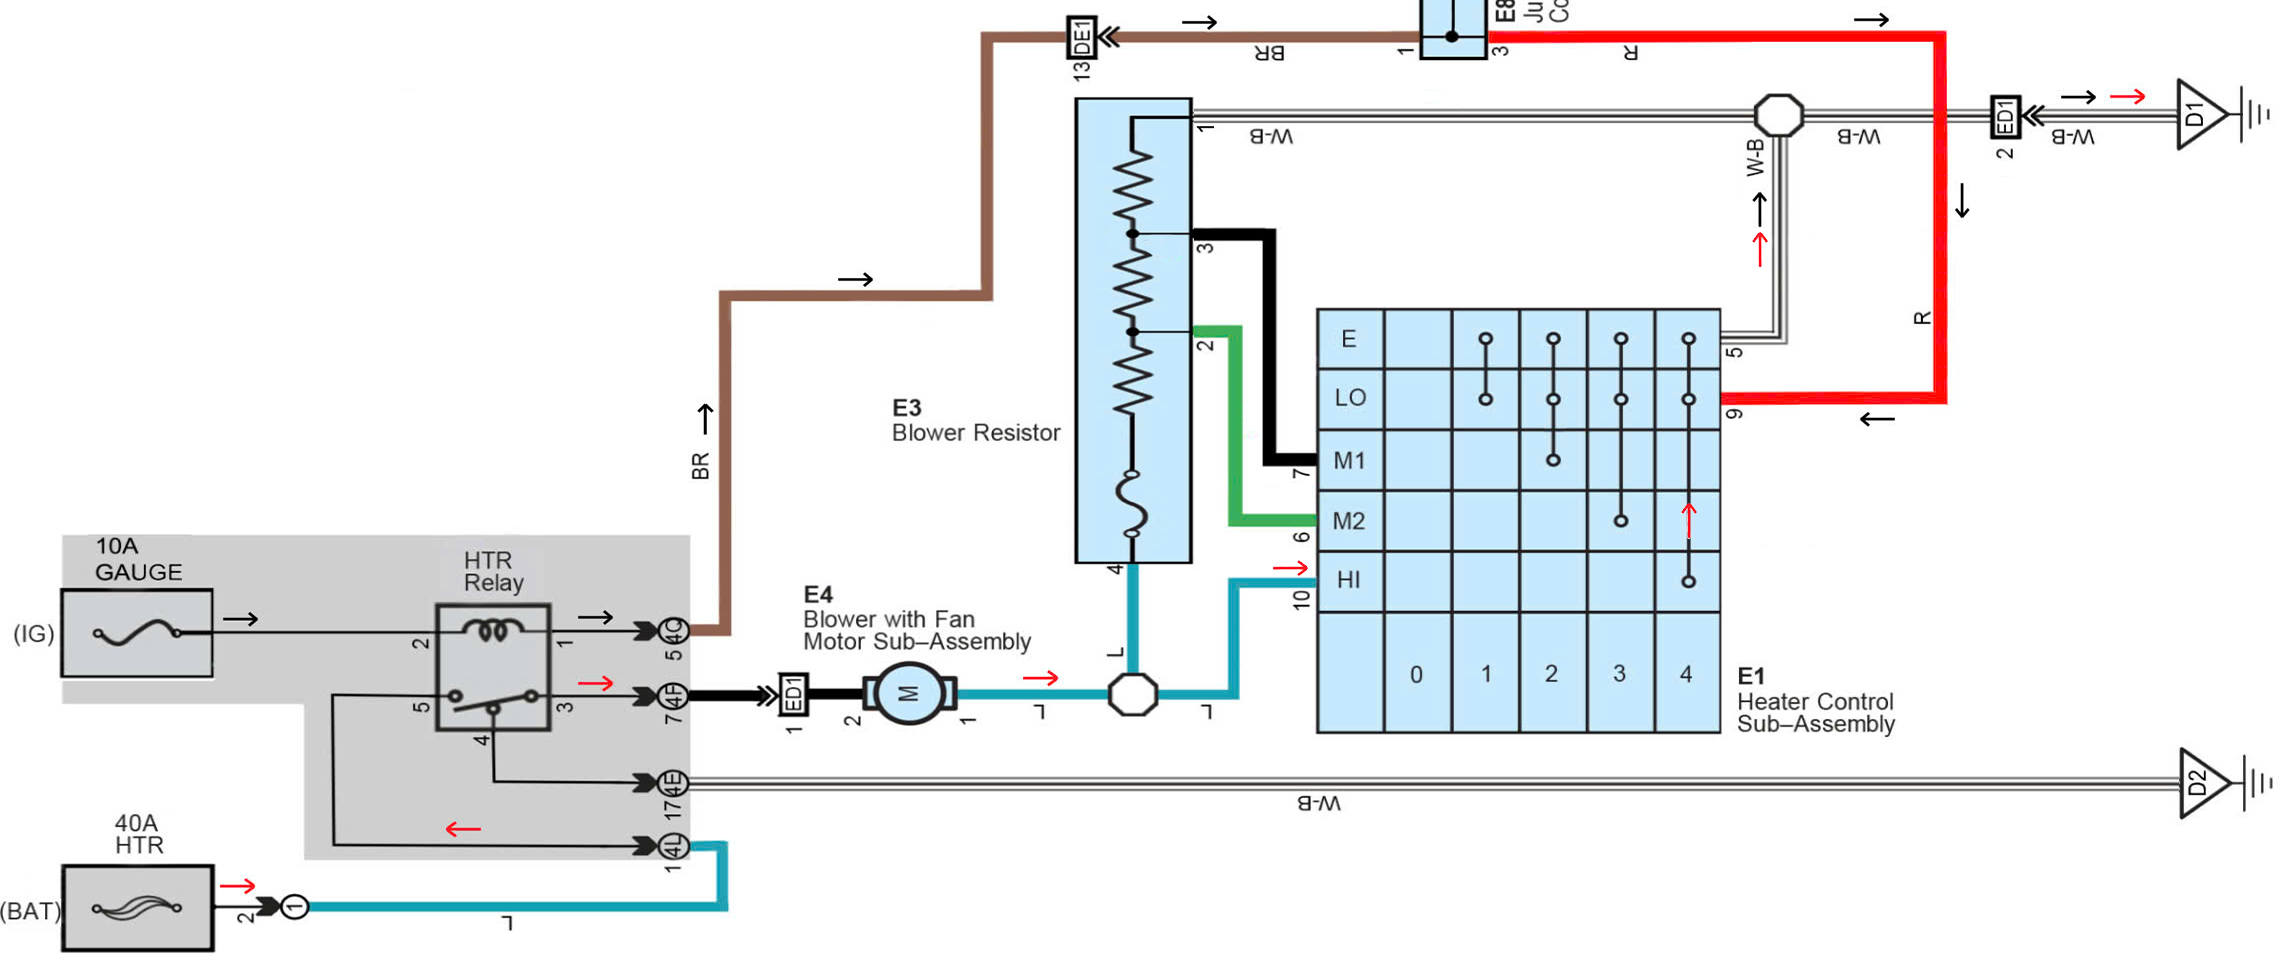 DE1
13
BR
1
E8
Ju
Co
3
R
1
W-B
W-B
W-B
ED1
2
W-B
D1
3
2
R
E3
Blower Resistor
E
LO
M1
M2
HI
5
9
7
6
10
0
1
2
3
4
E1
Heater Control
Sub–Assembly
BR
10A
GAUGE
(IG)
HTR
Relay
2
1
5
3
4
4Q
5
4F
7
4E
17
4L
1
ED1
1
E4
Blower with Fan
Motor Sub–Assembly
2
M
1
L
4
L
L
W-B
D2
40A
HTR
(BAT)
2
1
L